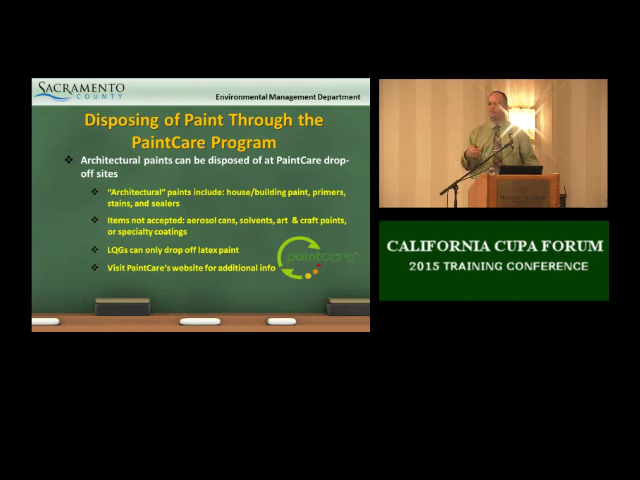 SACRAMENTO
COUNTY
Environmental Management Department
Disposing of Paint Through the
PaintCare Program
Architectural paints can be disposed of at PaintCare drop-
off sites
"Architectural" paints include: house/building paint, primers,
stains, and sealers
Items not accepted: aerosol cans, solvents, art & craft paints,
or specialty coatings
LQGs can only drop off latex paint
Visit PaintCare's website for additional info
paintcare
CALIFORNIA CUPA FORUM
2015 TRAINING CONFERENCE